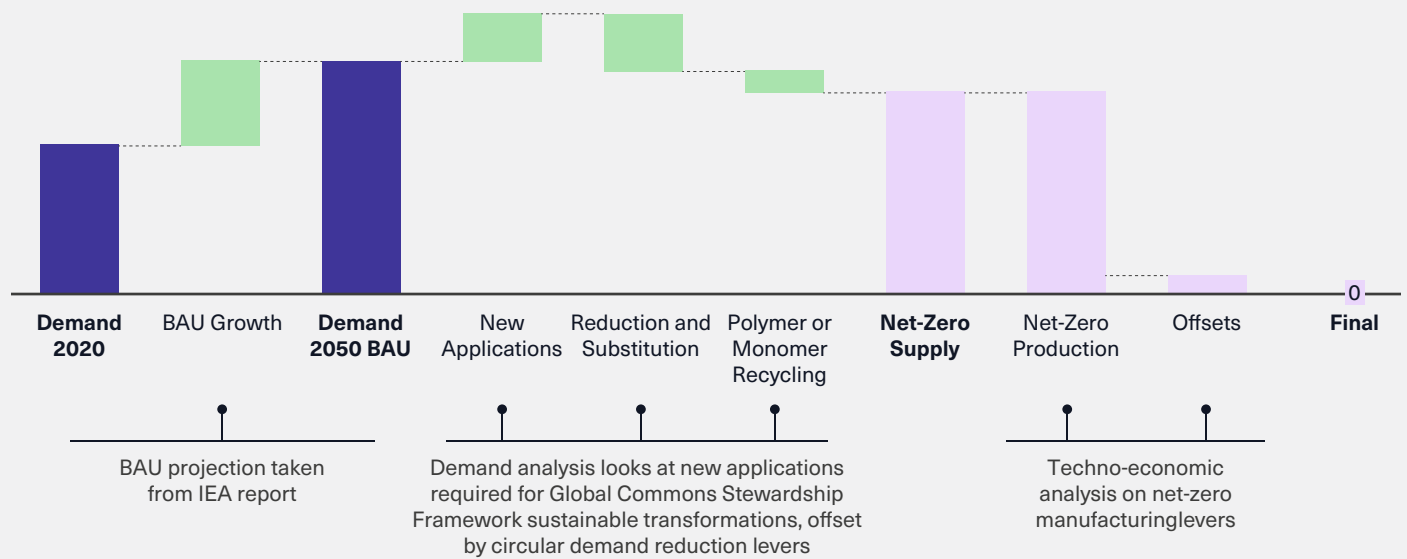 0
Demand
2020
BAU Growth
Demand
2050 BAU
New
Applications
Reduction and
Substitution
Polymer or
Monomer
Recycling
Net-Zero
Supply
Net-Zero
Production
Offsets
Final
BAU projection taken
from IEA report
Demand analysis looks at new applications
required for Global Commons Stewardship
Framework sustainable transformations, offset
by circular demand reduction levers
Techno-economic
analysis on net-zero
manufacturinglevers